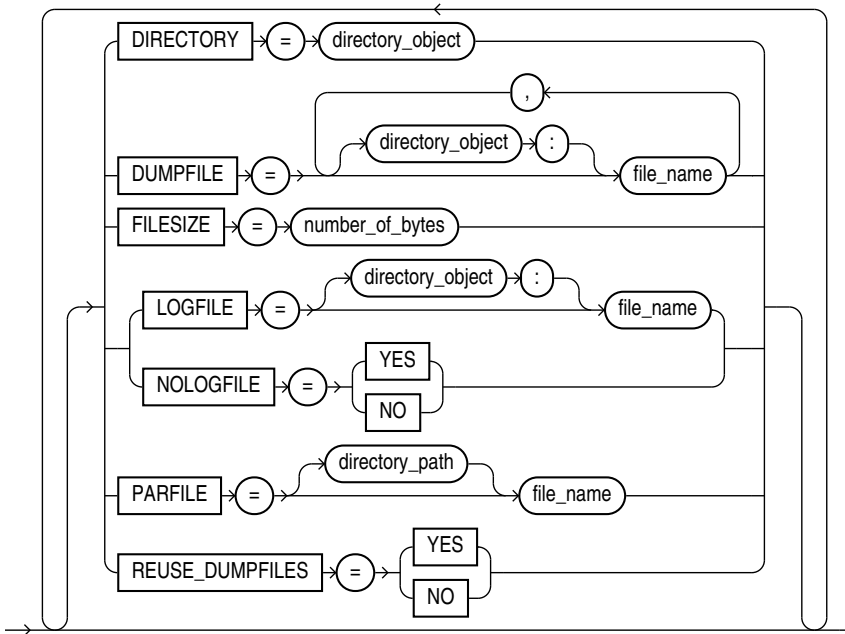 DIRECTORY = directory_object
,
directory_object :
DUMPFILE = file_name
FILESIZE = number_of_bytes
directory_object :
LOGFILE = file_name
YES
NOLOGFILE =
NO
directory_path
PARFILE = file_name
YES
REUSE_DUMPFILES =
NO